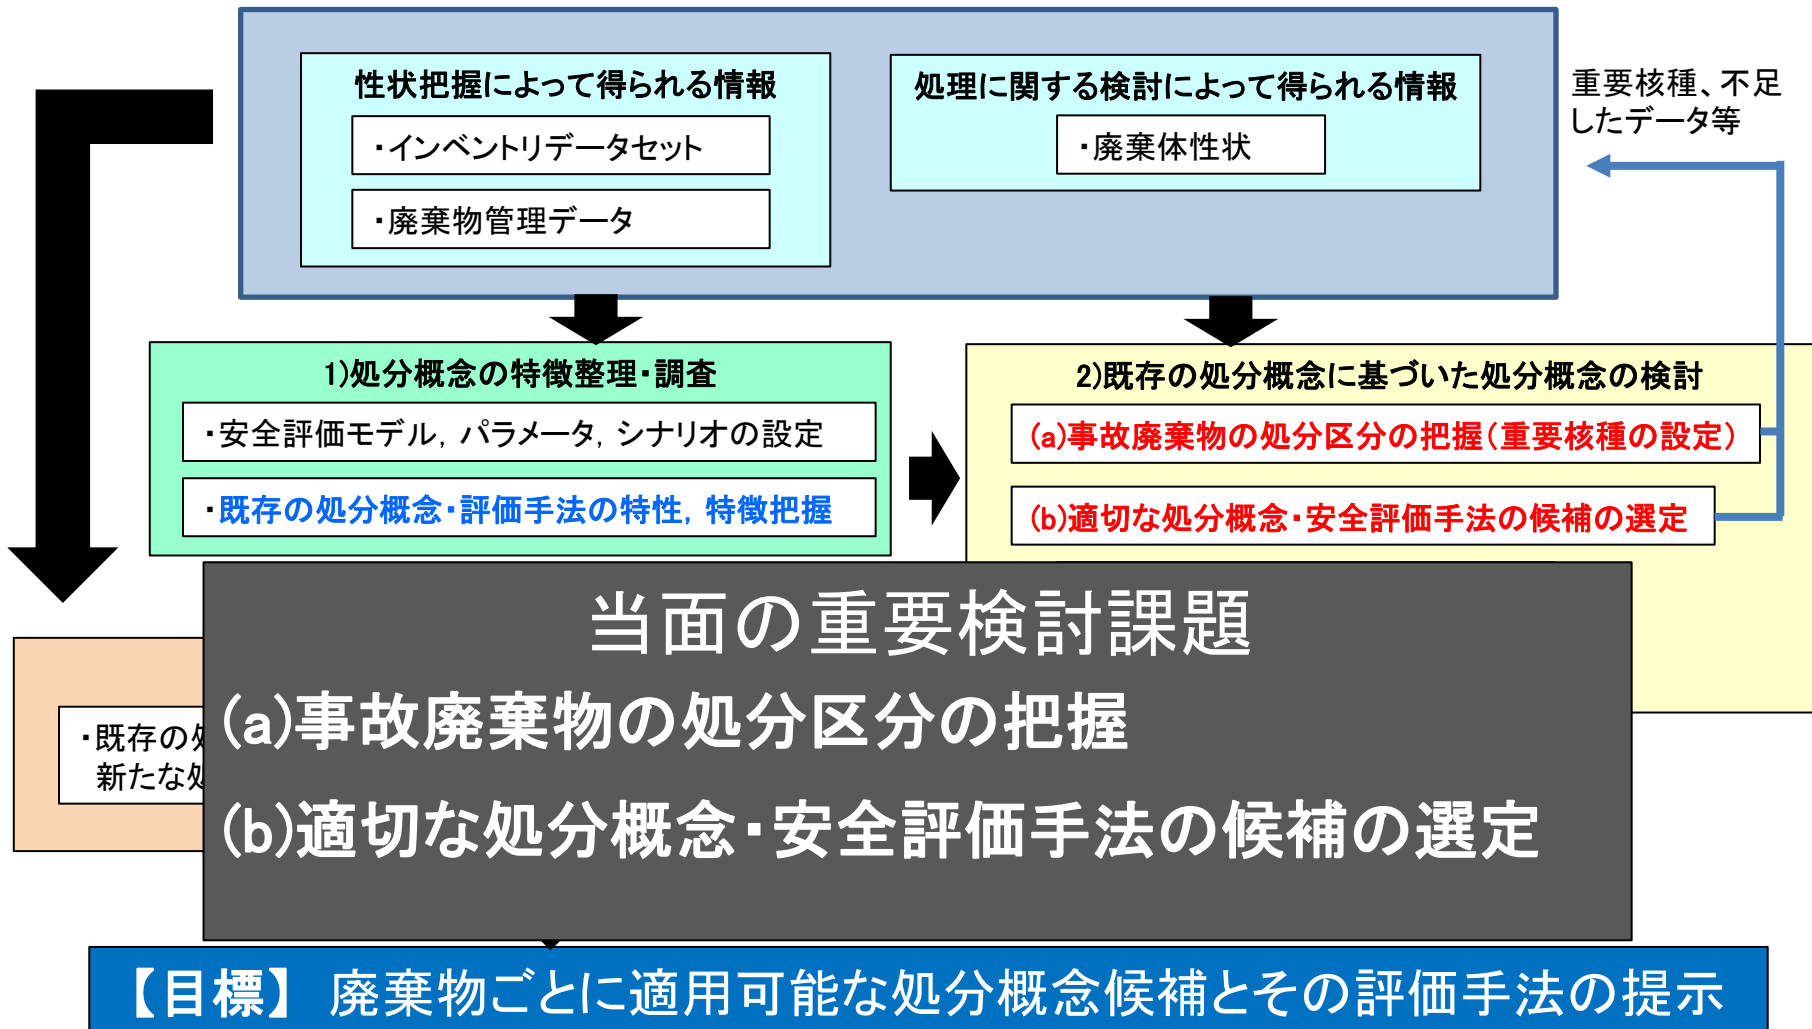 性状把握によって得られる情報
・インベントリデータセット
・廃棄物管理データ
処理に関する検討によって得られる情報
・廃棄体性状
重要核種、不足
したデータ等
1)処分概念の特徴整理・調査
・安全評価モデル，パラメータ，シナリオの設定
・既存の処分概念・評価手法の特性，特徴把握
2)既存の処分概念に基づいた処分概念の検討
(a)事故廃棄物の処分区分の把握（重要核種の設定）
(b)適切な処分概念・安全評価手法の候補の選定
・既存の処
新たな処
当面の重要検討課題
(a)事故廃棄物の処分区分の把握
(b)適切な処分概念・安全評価手法の候補の選定
【目標】 廃棄物ごとに適用可能な処分概念候補とその評価手法の提示